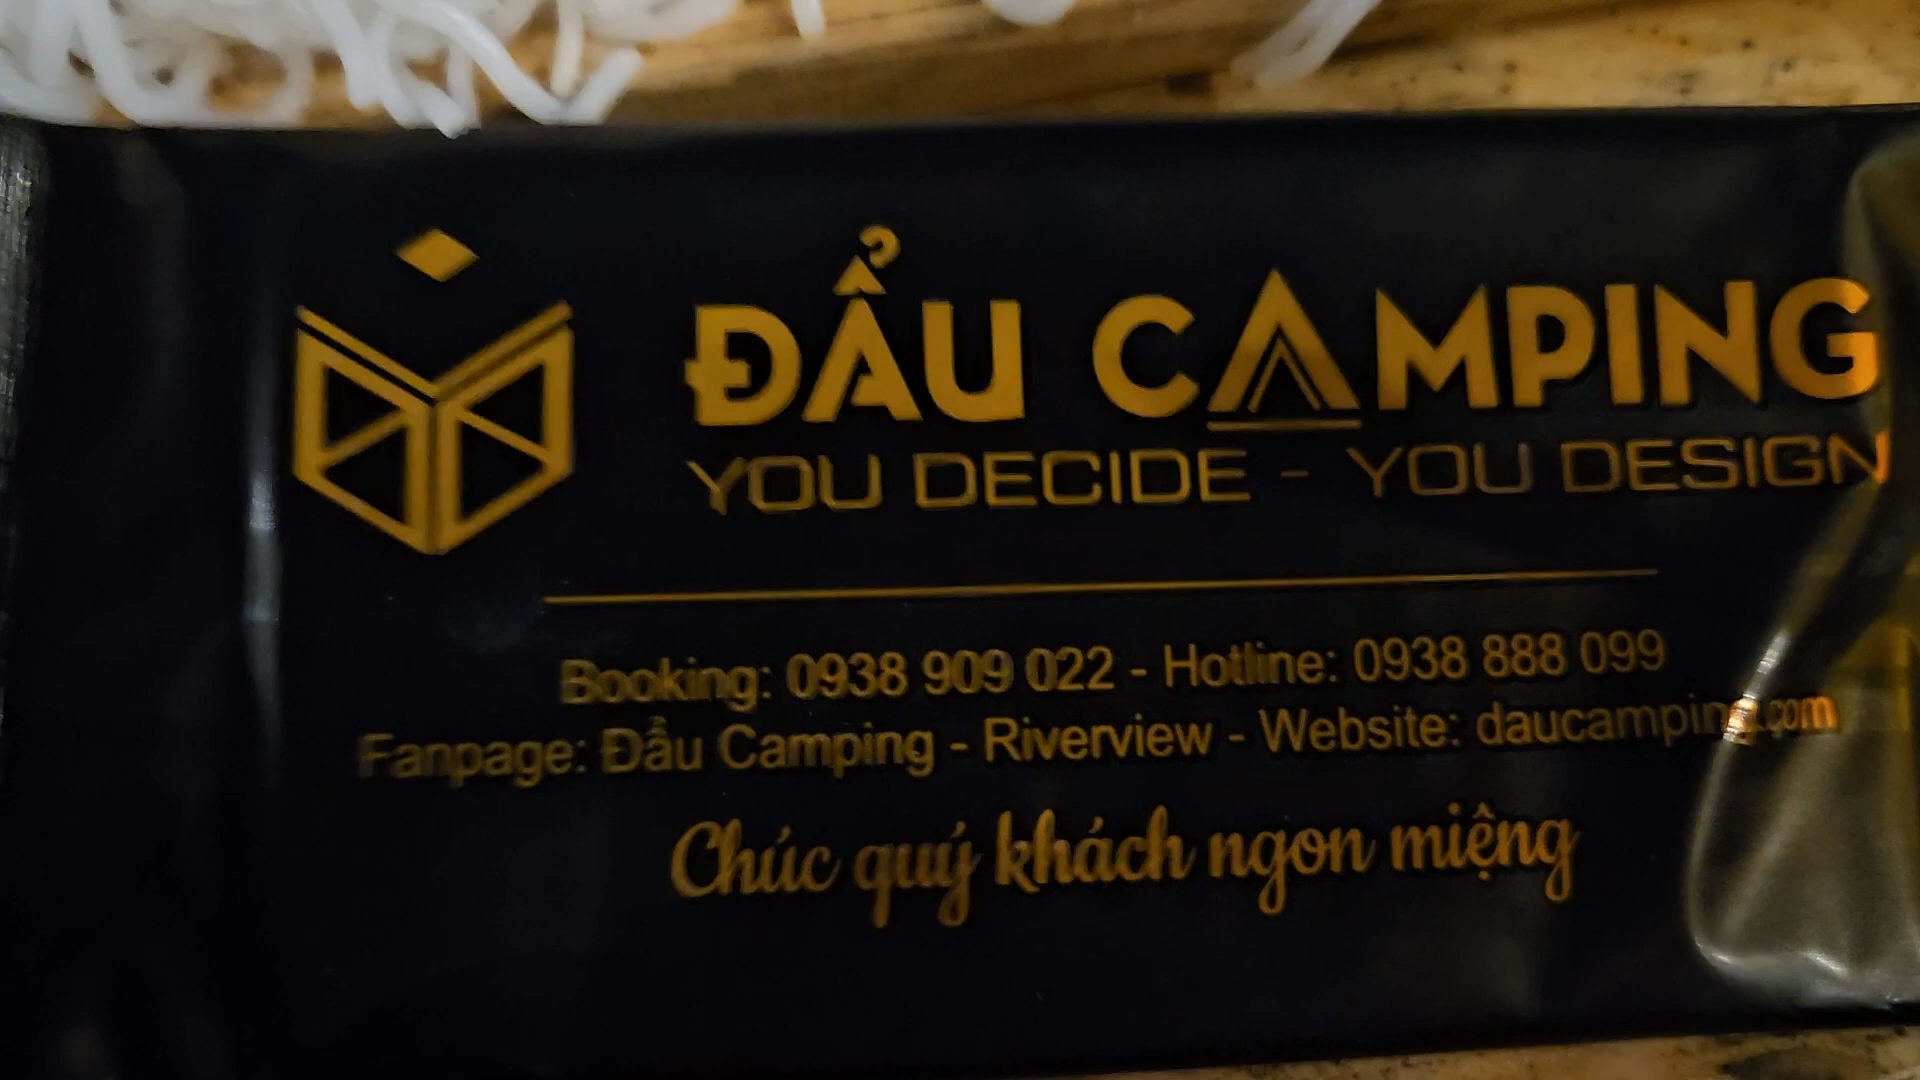 ĐẨU CAMPING
YOU DECIDE - YOU DESIGN
Booking: 0938 909 022 - Hotline: 0938 888 099
Fanpage: Đẩu Camping - Riverview - Website: daucamping.com
Chúc quý khách ngon miệng